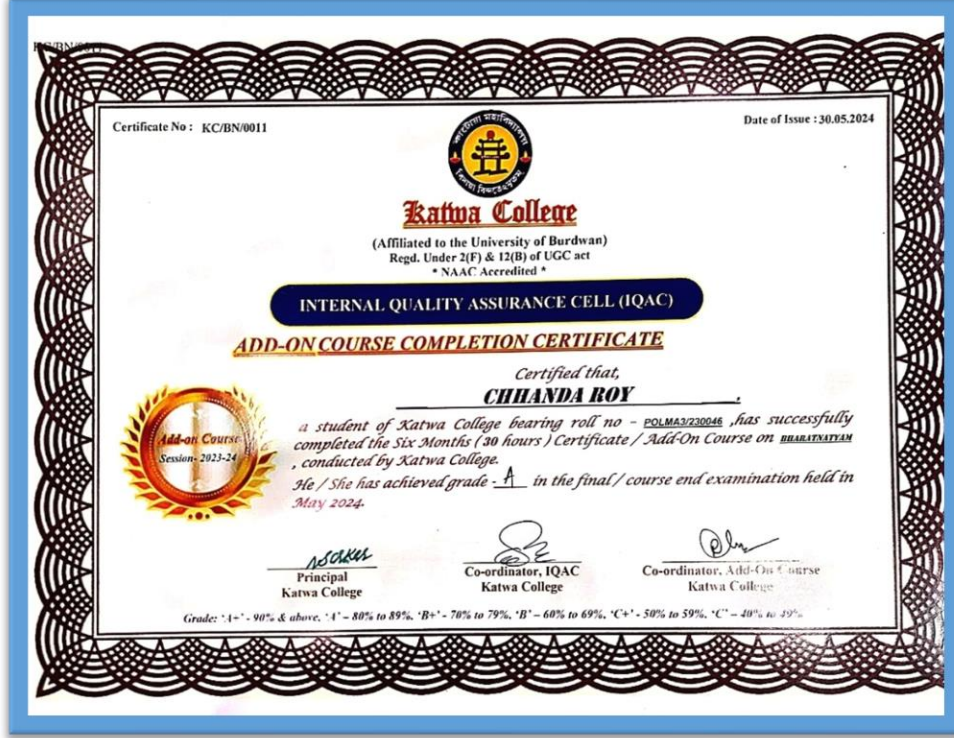 KC/BN/0011
Certificate No : KC/BN/0011
Date of Issue : 30.05.2024
কাটোয়া মহাবিদ্যালয়
Katwa College
(Affiliated to the University of Burdwan)
Regd. Under 2(F) & 12(B) of UGC act
* NAAC Accredited *
INTERNAL QUALITY ASSURANCE CELL (IQAC)
ADD-ON COURSE COMPLETION CERTIFICATE
Certified that,
CHHANDA ROY.
a student of Katwa College bearing roll no - POLMA3/230046 ,has successfully
completed the Six Months (30 hours) Certificate / Add-On Course on BHARATNATYAM
, conducted by Katwa College.
He / She has achieved grade - A in the final / course end examination held in
May 2024.
Add-on Course
Session- 2023-24
Principal
Katwa College
Co-ordinator, IQAC
Katwa College
Co-ordinator, Add-On Course
Katwa College
Grade: 'A+' - 90% & above, 'A' – 80% to 89%, 'B+' - 70% to 79%, 'B' – 60% to 69%, 'C+' - 50% to 59%, 'C' – 40% to 49%